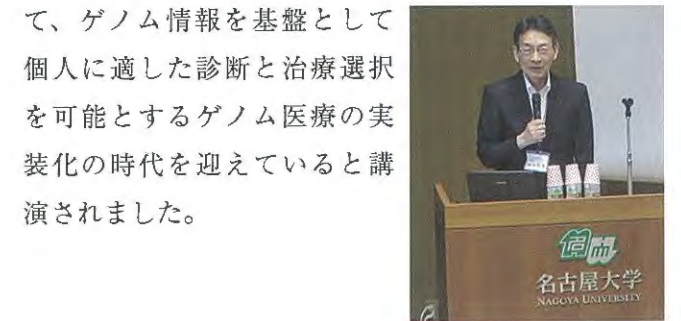 て、ゲノム情報を基盤として
個人に適した診断と治療選択
を可能とするゲノム医療の実
装化の時代を迎えていると講
演されました。
名古屋大学
NAGOYA UNIVERSITY